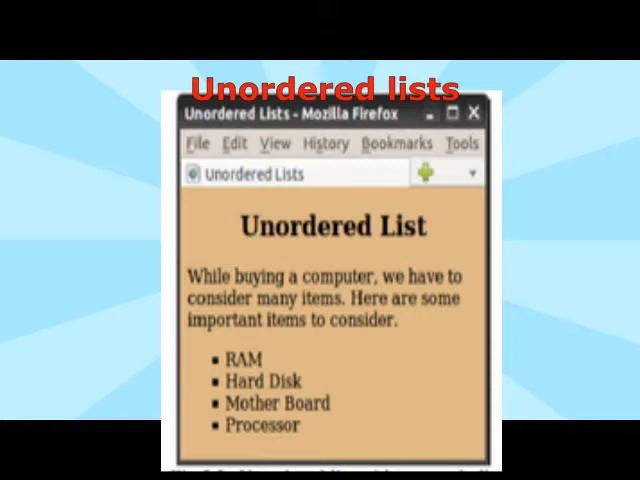 Unordered lists
Unordered Lists - Mozilla Firefox
File Edit View History Bookmarks Tools
Unordered Lists
Unordered List
While buying a computer, we have to
consider many items. Here are some
important items to consider.
▪ RAM
▪ Hard Disk
▪ Mother Board
▪ Processor